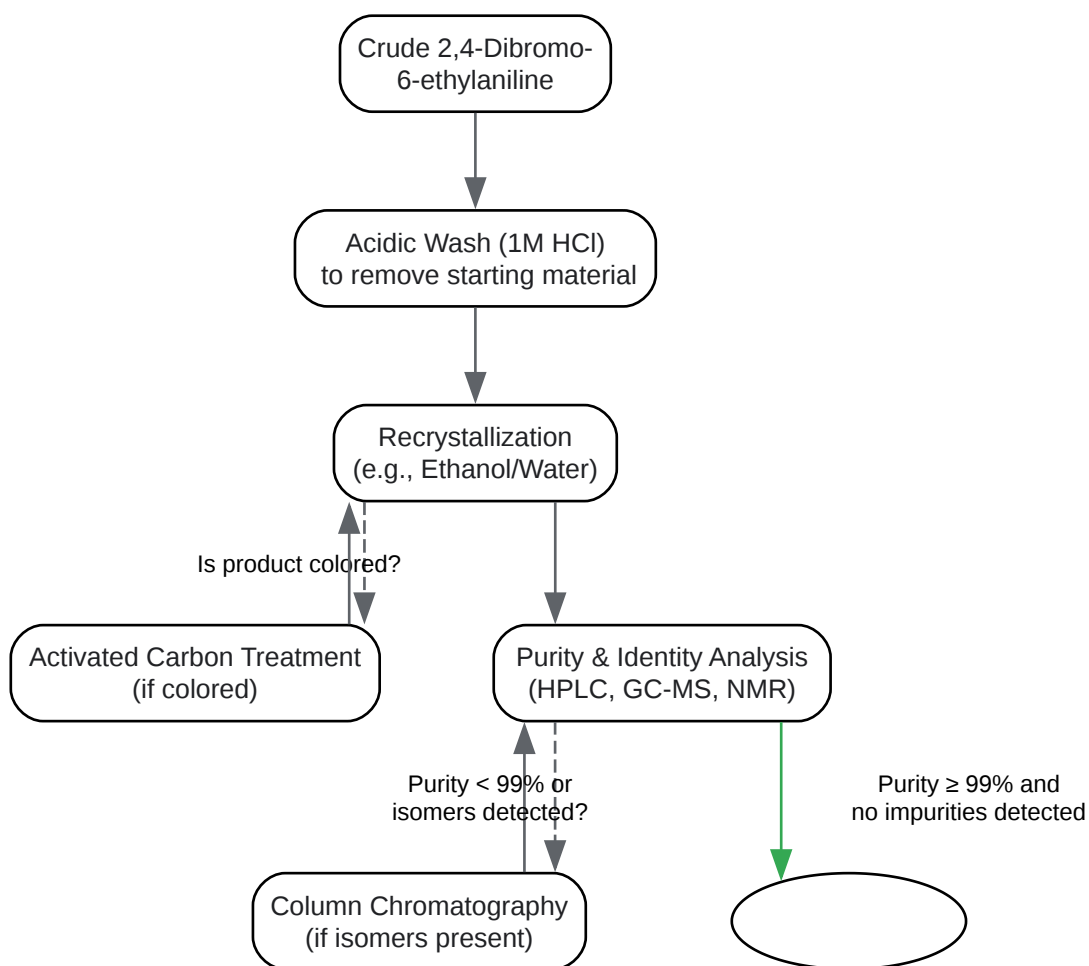 Crude 2,4-Dibromo-
6-ethylaniline
Acidic Wash (1M HCl)
to remove starting material
Recrystallization
(e.g., Ethanol/Water)
Is product colored?
Activated Carbon Treatment
(if colored)
Purity & Identity Analysis
(HPLC, GC-MS, NMR)
Purity < 99% or
isomers detected?
Purity ≥ 99% and
no impurities detected
Column Chromatography
(if isomers present)